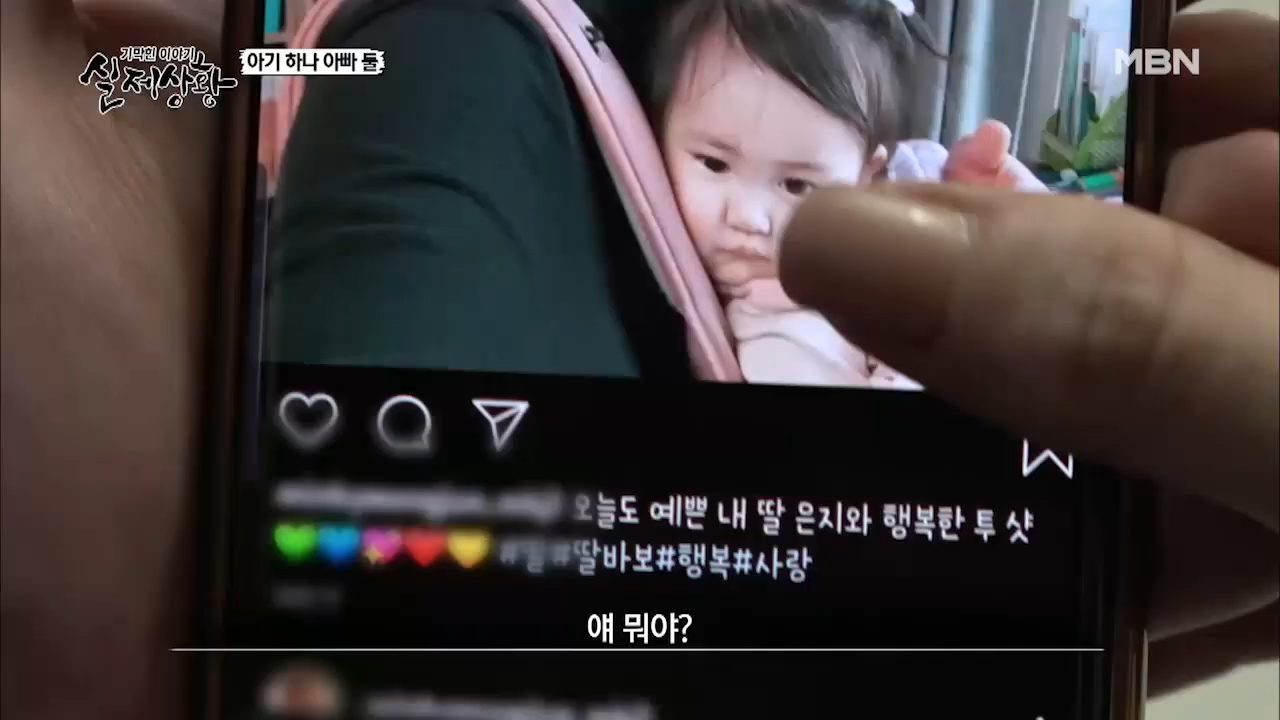 기막힌 이야기
실제상황
아기 하나 아빠 둘
MBN
오늘도 예쁜 내 딸 은지와 행복한 투 샷
#딸바보#행복#사랑
얘 뭐야?